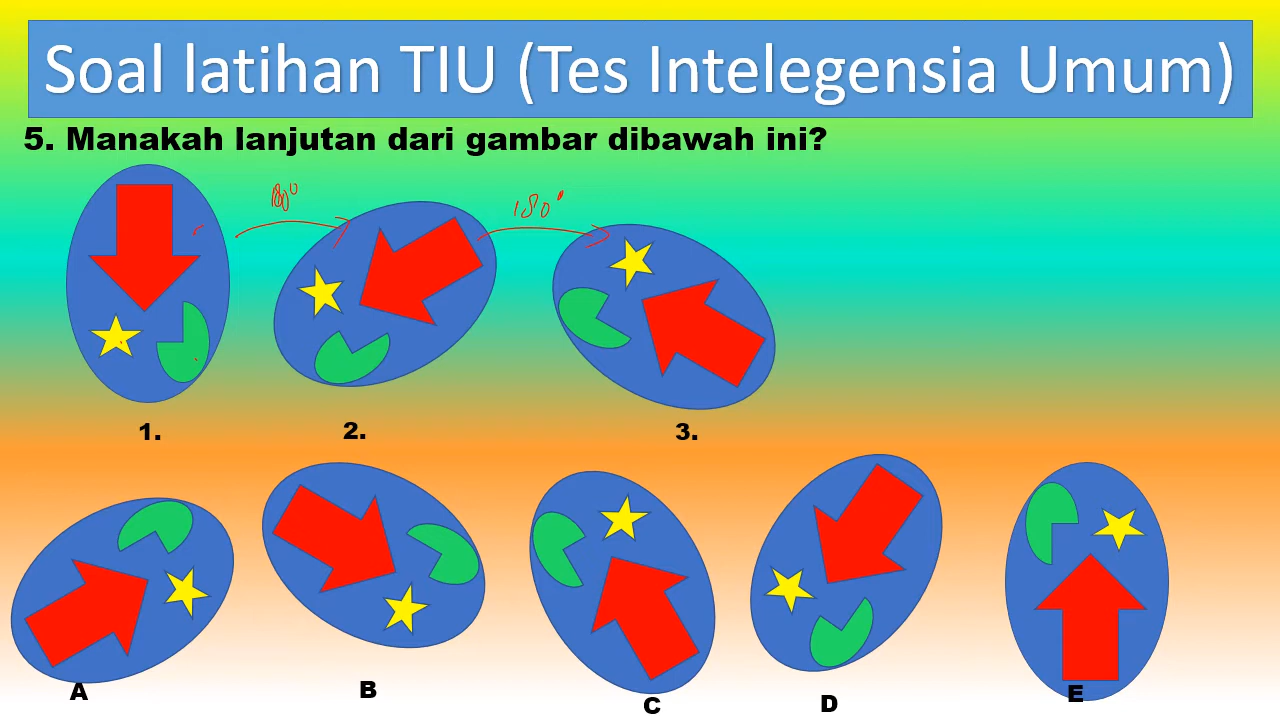 Soal latihan TIU (Tes Intelegensia Umum)
5. Manakah lanjutan dari gambar dibawah ini?
180°
1. 2. 3.
A B C D E